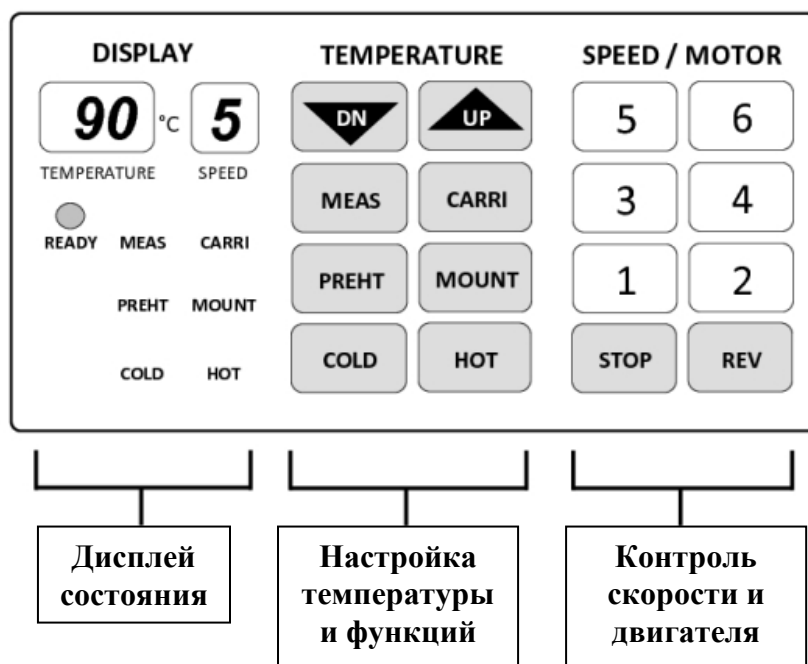 DISPLAY TEMPERATURE SPEED / MOTOR
90 °C 5 DN UP 5 6
TEMPERATURE SPEED
MEAS CARRI 3 4
READY MEAS CARRI
PREHT MOUNT 1 2
PREHT MOUNT
COLD HOT STOP REV
COLD HOT
Дисплей
состояния
Настройка
температуры
и функций
Контроль
скорости и
двигателя